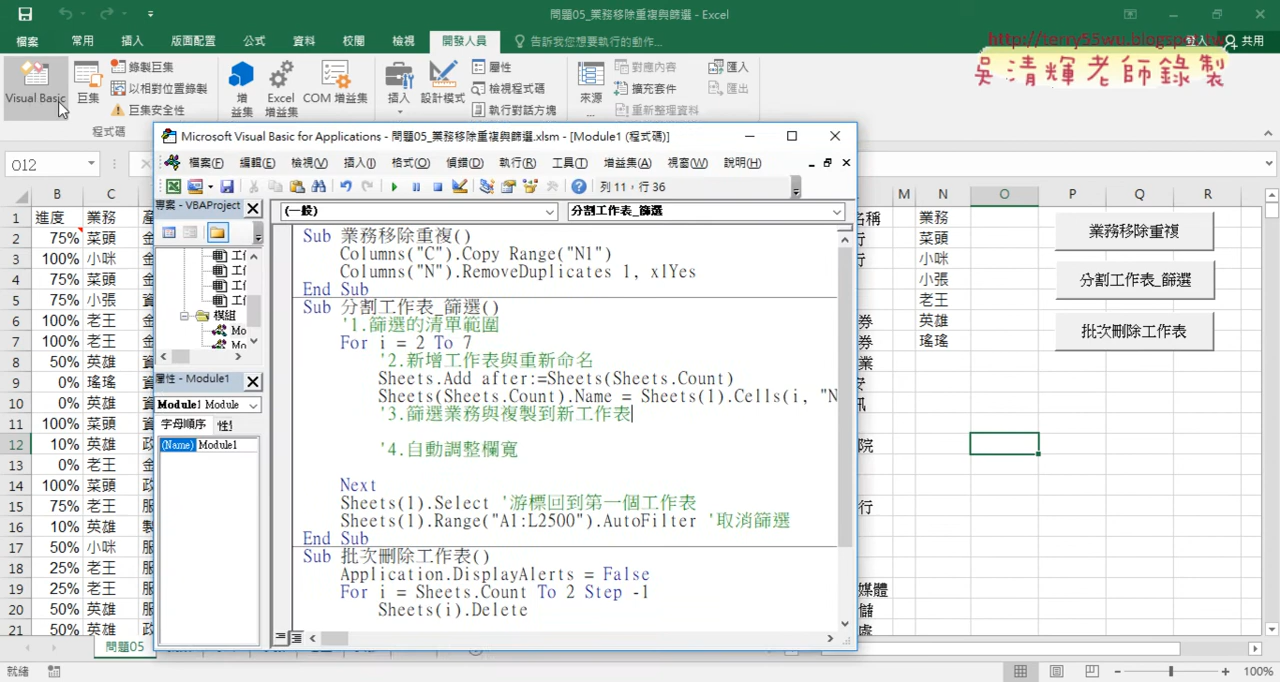 問題05_業務移除重複與篩選 - Excel
http://terry55wu.blogspot.tw
吳清輝老師錄製
檔案 常用 插入 版面配置 公式 資料 校閱 檢視 開發人員 告訴我您想要執行的動作... 登入 共用
Visual Basic 巨集 錄製巨集 以相對位置錄製 巨集安全性
增益集 Excel 增益集 COM 增益集
插入 設計模式 屬性 檢視程式碼 執行對話方塊
來源 對應內容 擴充套件 重新整理資料 匯入 匯出
程式碼
O12
Microsoft Visual Basic for Applications - 問題05_業務移除重複與篩選.xlsm - [Module1 (程式碼)]
檔案(F) 編輯(E) 檢視(V) 插入(I) 格式(O) 偵錯(D) 執行(R) 工具(T) 增益集(A) 視窗(W) 說明(H)
列 11，行 36
專案 - VBAProject
(一般) 分割工作表_篩選
模組
屬性 - Module1
Module1 Module
字母順序
(Name) Module1
Sub 業務移除重複()
Columns("C").Copy Range("N1")
Columns("N").RemoveDuplicates 1, xlYes
End Sub
Sub 分割工作表_篩選()
'1.篩選的清單範圍
For i = 2 To 7
'2.新增工作表與重新命名
Sheets.Add after:=Sheets(Sheets.Count)
Sheets(Sheets.Count).Name = Sheets(1).Cells(i, "N
'3.篩選業務與複製到新工作表
'4.自動調整欄寬
Next
Sheets(1).Select '游標回到第一個工作表
Sheets(1).Range("A1:L2500").AutoFilter '取消篩選
End Sub
Sub 批次刪除工作表()
Application.DisplayAlerts = False
For i = Sheets.Count To 2 Step -1
Sheets(i).Delete
B C M N O P Q R
1 進度 業務 名稱 業務
2 75% 菜頭 菜頭
3 100% 小咪 小咪
4 75% 菜頭 小張
5 75% 小張 老王
6 100% 老王 英雄
7 100% 老王 瑤瑤
8 50% 英雄
9 0% 瑤瑤
10 0% 英雄
11 100% 菜頭
12 10% 英雄
13 0% 老王
14 100% 菜頭
15 75% 老王
16 10% 英雄
17 50% 小咪
18 25% 老王
19 25% 老王
20 50% 英雄
21 50% 英雄
業務移除重複
分割工作表_篩選
批次刪除工作表
問題05
就緒
100%